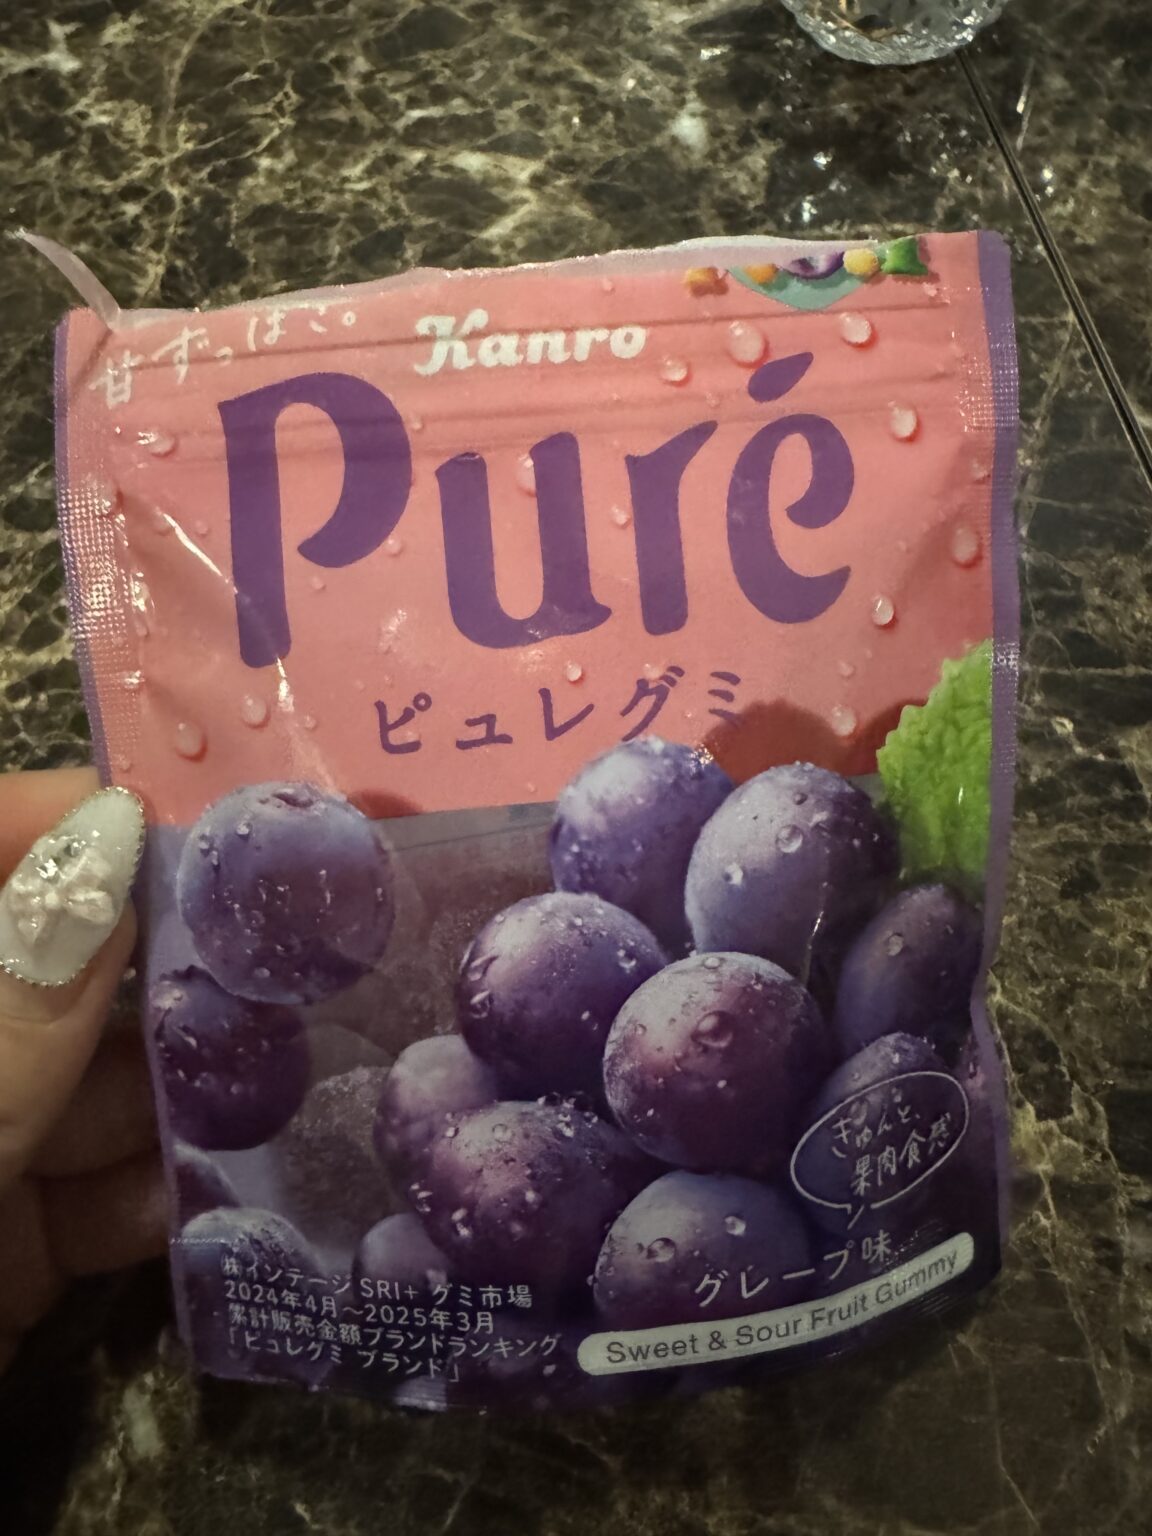 甘ずっぱこ。
Kanro
Puré
ピュレグミ
きゅんと、
果肉食感
グレープ味
Sweet & Sour Fruit Gummy
㈱インテージ SRI+ グミ市場
2024年4月〜2025年3月
累計販売金額ブランドランキング
「ピュレグミ ブランド」